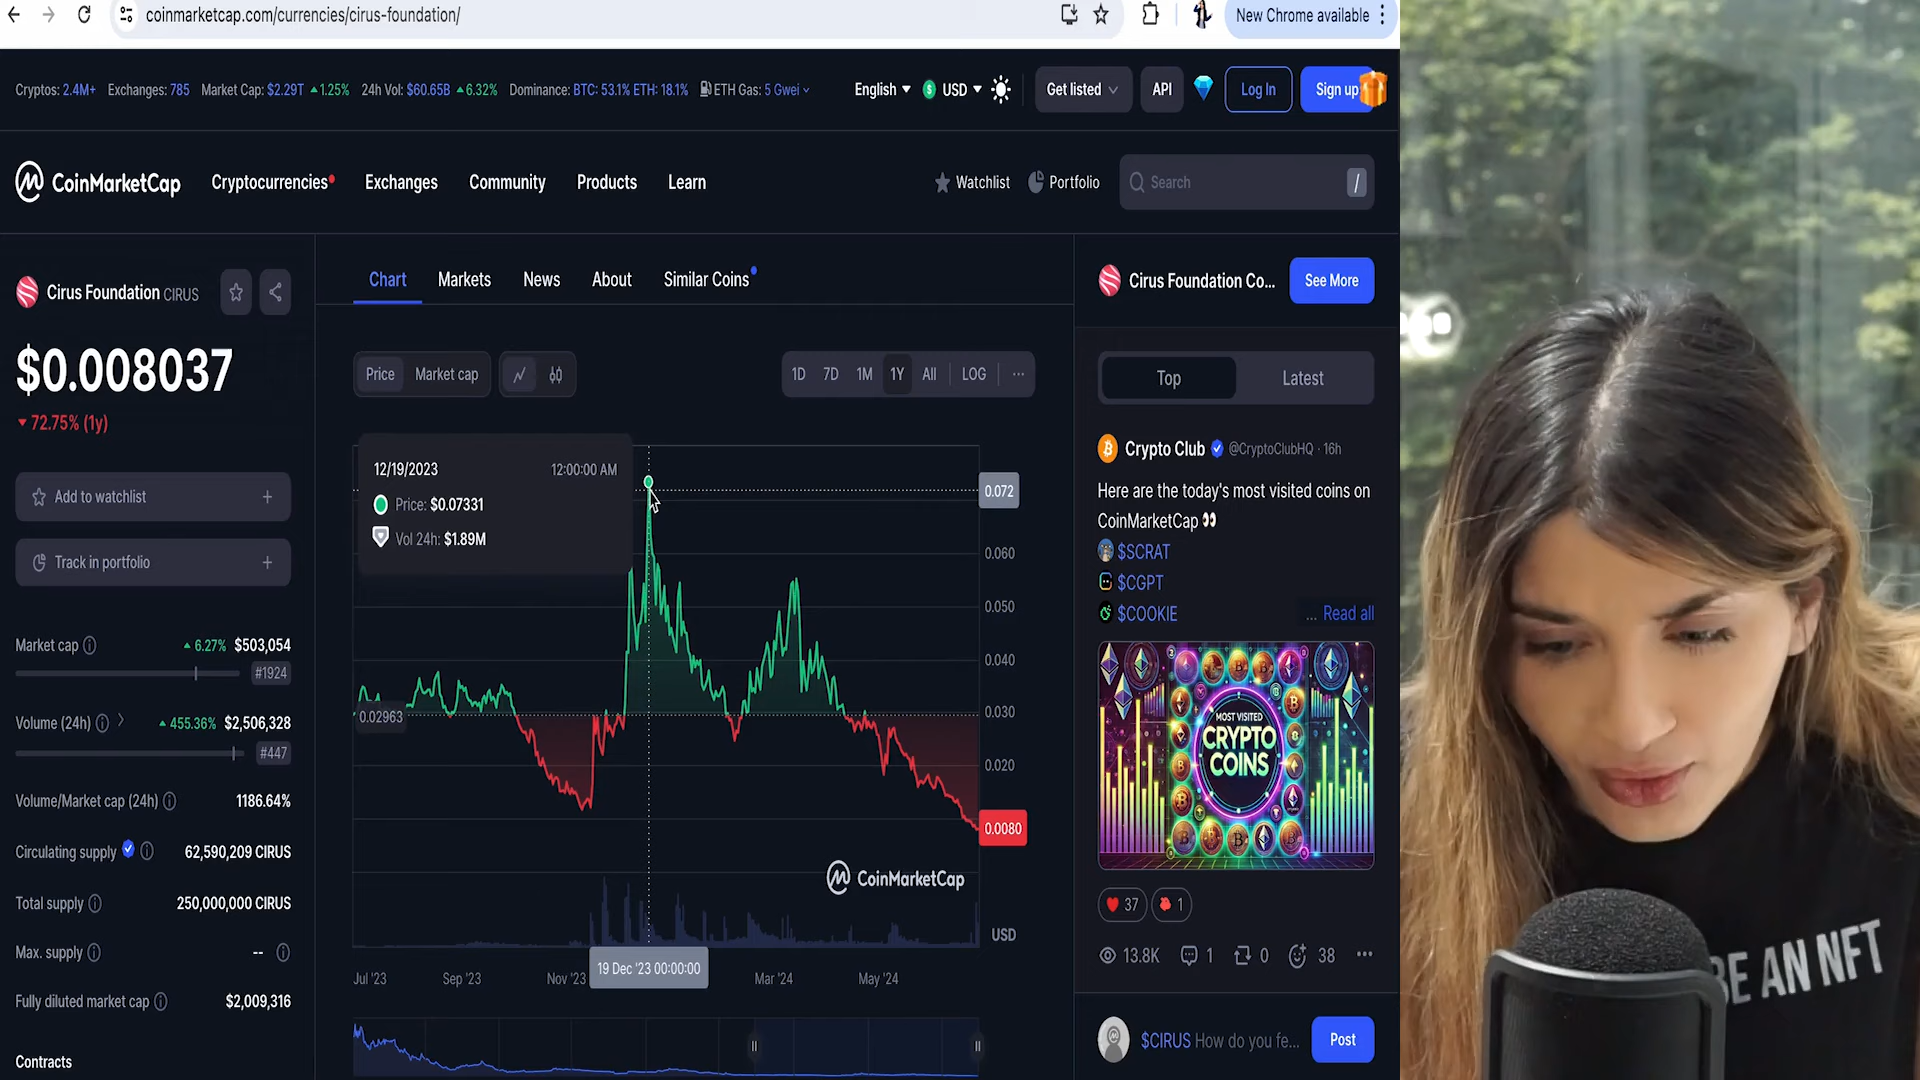 coinmarketcap.com/currencies/cirus-foundation/
New Chrome available
Cryptos: 2.4M+ Exchanges: 785 Market Cap: $2.29T 1.25% 24h Vol: $60.65B 6.32% Dominance: BTC: 53.1% ETH: 18.1% ETH Gas: 5 Gwei
English USD Get listed API Log In Sign up
CoinMarketCap Cryptocurrencies Exchanges Community Products Learn Watchlist Portfolio Search /
Cirus Foundation CIRUS
$0.008037
72.75% (1y)
Add to watchlist +
Track in portfolio +
Market cap 6.27% $503,054
#1924
Volume (24h) 455.36% $2,506,328
#447
Volume/Market cap (24h) 1186.64%
Circulating supply 62,590,209 CIRUS
Total supply 250,000,000 CIRUS
Max. supply --
Fully diluted market cap $2,009,316
Contracts
Chart Markets News About Similar Coins
Price Market cap 1D 7D 1M 1Y All LOG ...
12/19/2023 12:00:00 AM
Price: $0.07331
Vol 24h: $1.89M
0.072
0.060
0.050
0.040
0.030
0.02963
0.020
0.0080
CoinMarketCap
USD
Jul '23 Sep '23 Nov '23 19 Dec '23 00:00:00 Mar '24 May '24
Cirus Foundation Co... See More
Top Latest
Crypto Club @CryptoClubHQ · 16h
Here are the today's most visited coins on
CoinMarketCap
$SCRAT
$CGPT
$COOKIE ... Read all
MOST VISITED
CRYPTO
COINS
37 1
13.8K 1 0 38 ...
$CIRUS How do you fe... Post
BE AN NFT